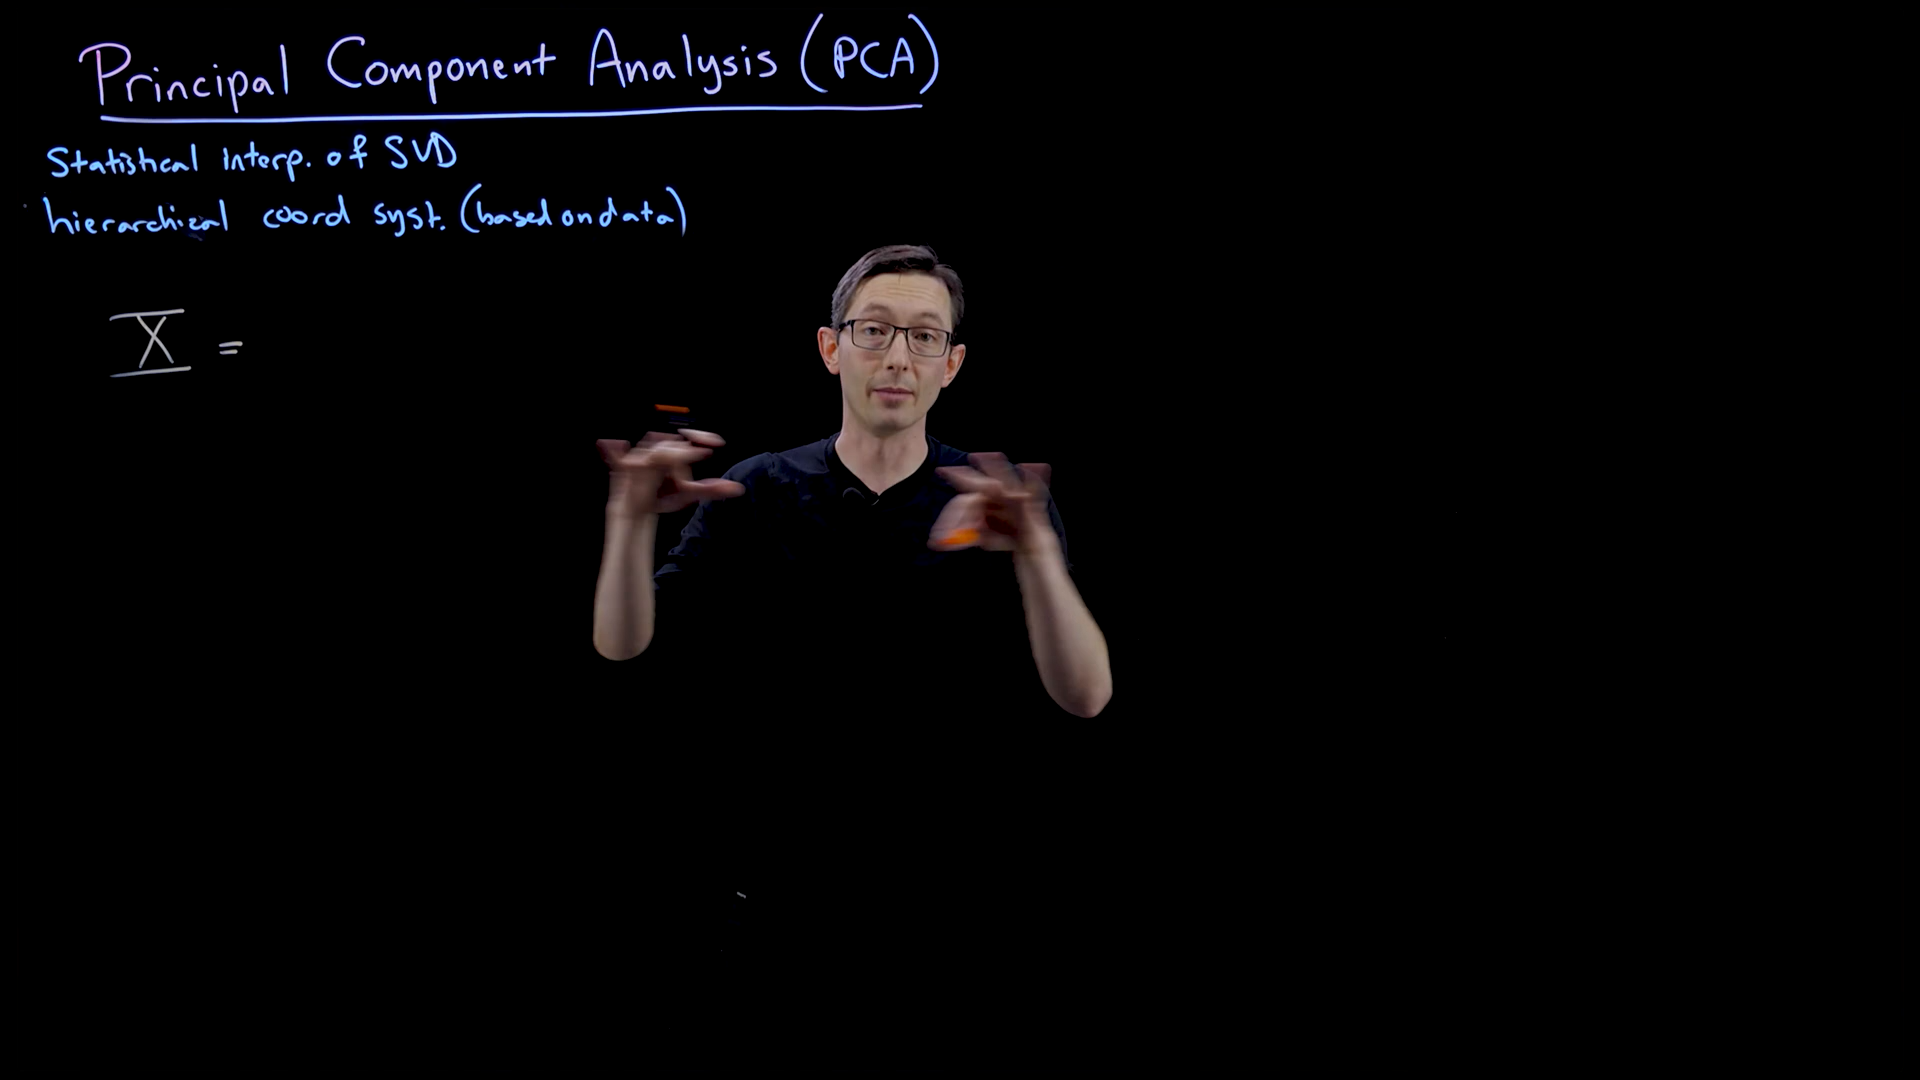 Principal Component Analysis (PCA)
Statistical interp. of SVD
hierarchical coord syst. (based on data)
X =